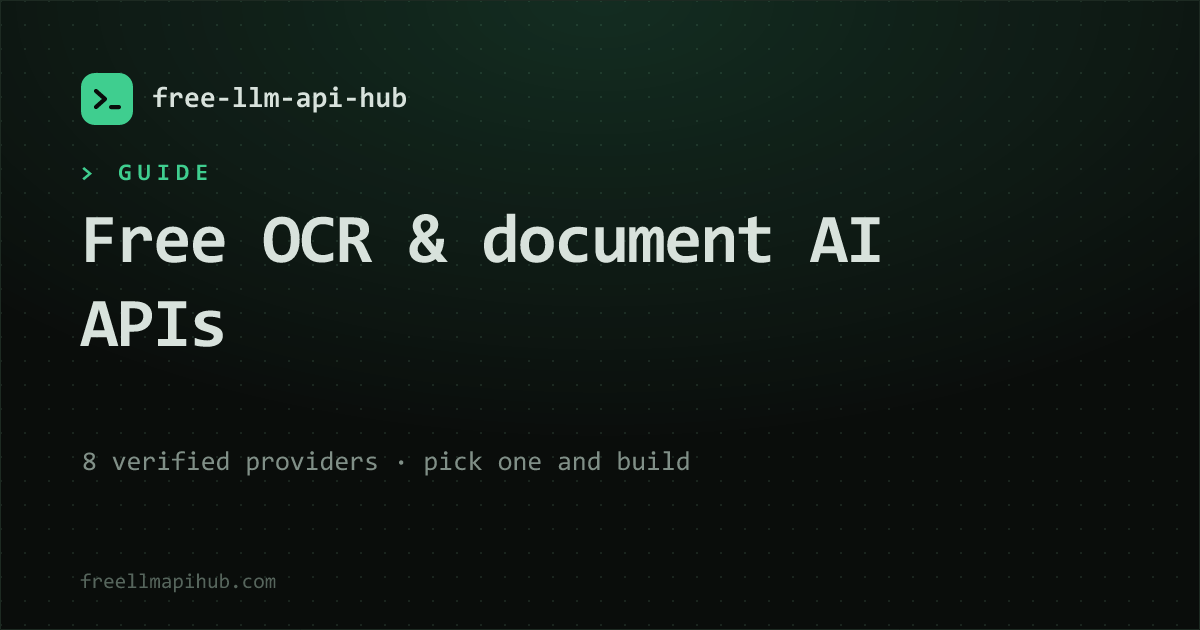 free-llm-api-hub
> GUIDE
Free OCR & document AI
APIs
8 verified providers · pick one and build
freellmapihub.com